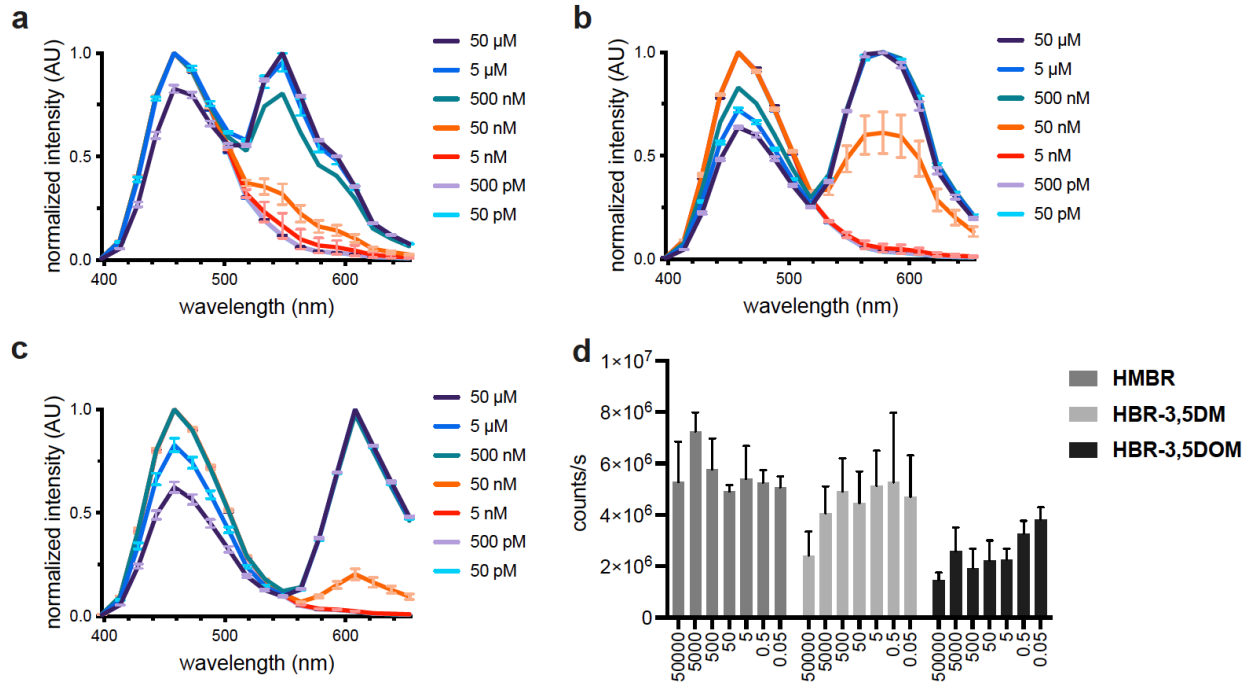 a
normalized intensity (AU)
1.0
0.5
0.0
400
500
600
wavelength (nm)
50 µM
5 µM
500 nM
50 nM
5 nM
500 pM
50 pM
b
normalized intensity (AU)
1.0
0.5
0.0
400
500
600
wavelength (nm)
50 µM
5 µM
500 nM
50 nM
5 nM
500 pM
50 pM
c
normalized intensity (AU)
1.0
0.5
0.0
400
500
600
wavelength (nm)
50 µM
5 µM
500 nM
50 nM
5 nM
500 pM
50 pM
d
counts/s
1×10⁷
8×10⁶
6×10⁶
4×10⁶
2×10⁶
0
50000
5000
500
50
5
0.5
0.05
50000
5000
500
50
5
0.5
0.05
50000
5000
500
50
5
0.5
0.05
HMBR
HBR-3,5DM
HBR-3,5DOM